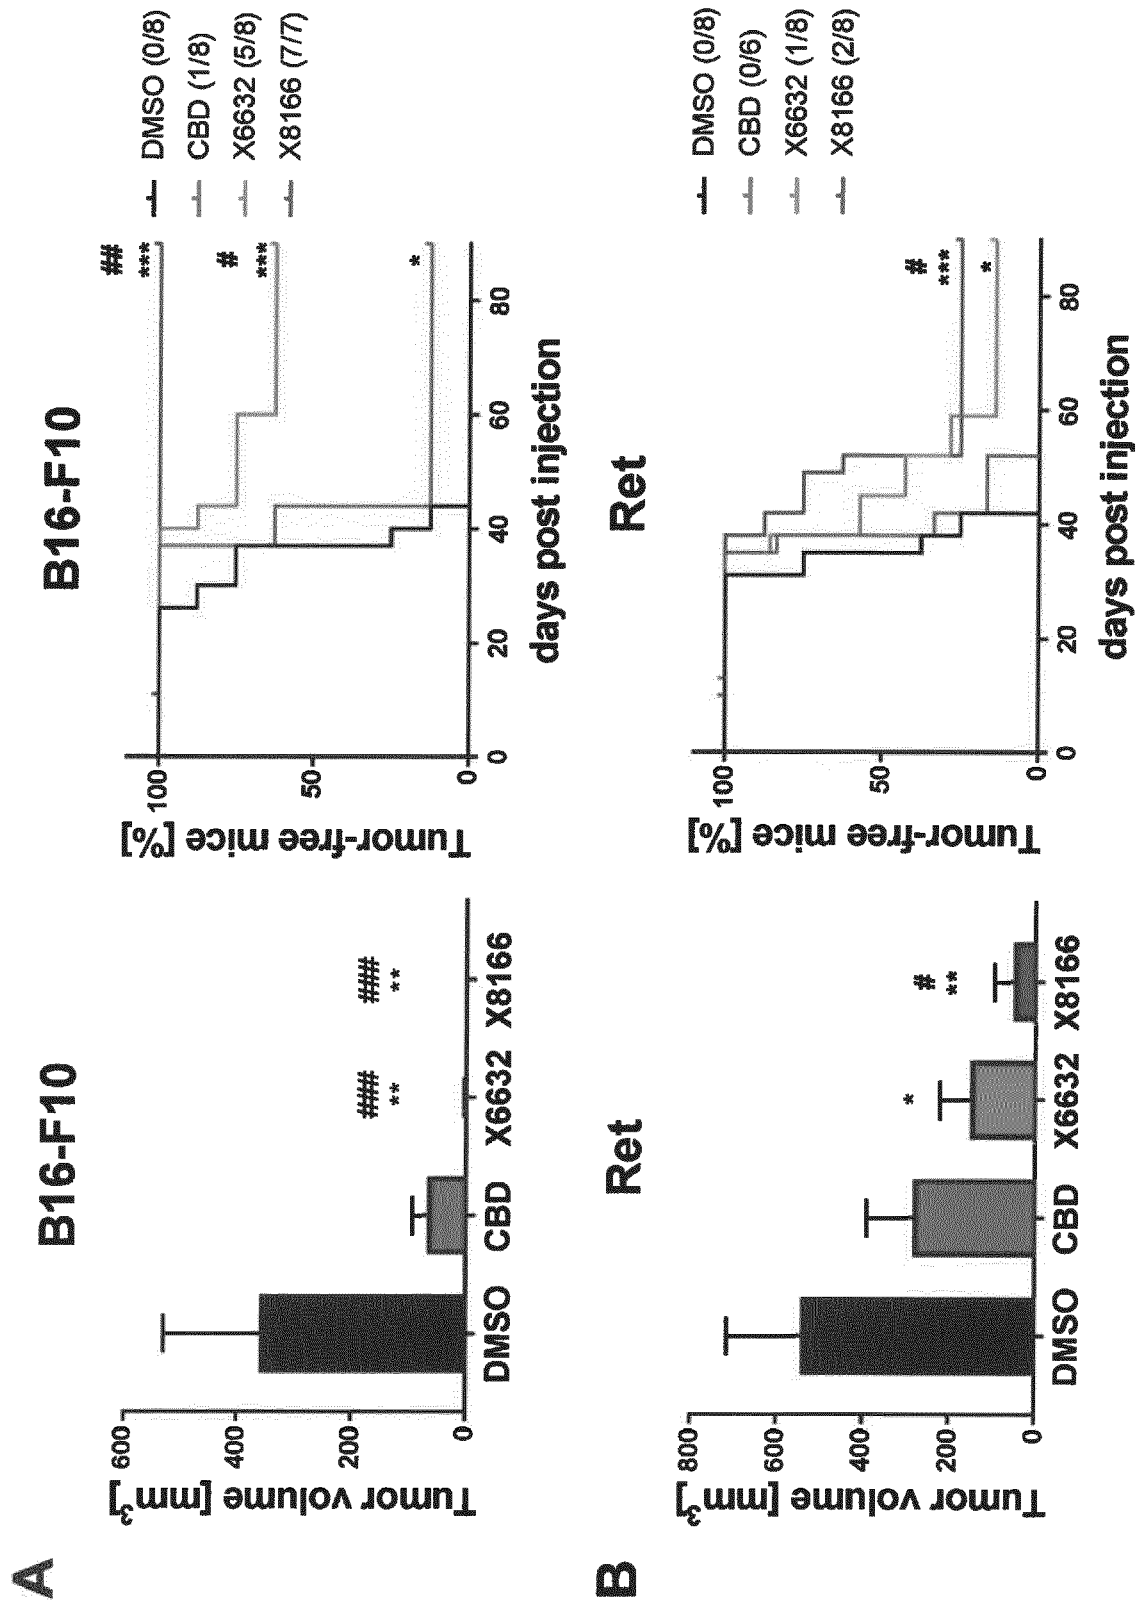 A
B16-F10
Tumor volume [mm³]
600
400
200
0
DMSO
CBD
X6632
X8166
###
**
###
**
B16-F10
Tumor-free mice [%]
100
50
0
0
20
40
60
80
days post injection
##
***
#
***
*
DMSO (0/8)
CBD (1/8)
X6632 (5/8)
X8166 (7/7)
B
Ret
Tumor volume [mm³]
800
600
400
200
0
DMSO
CBD
X6632
X8166
*
#
**
Ret
Tumor-free mice [%]
100
50
0
0
20
40
60
80
days post injection
#
***
*
DMSO (0/8)
CBD (0/6)
X6632 (1/8)
X8166 (2/8)